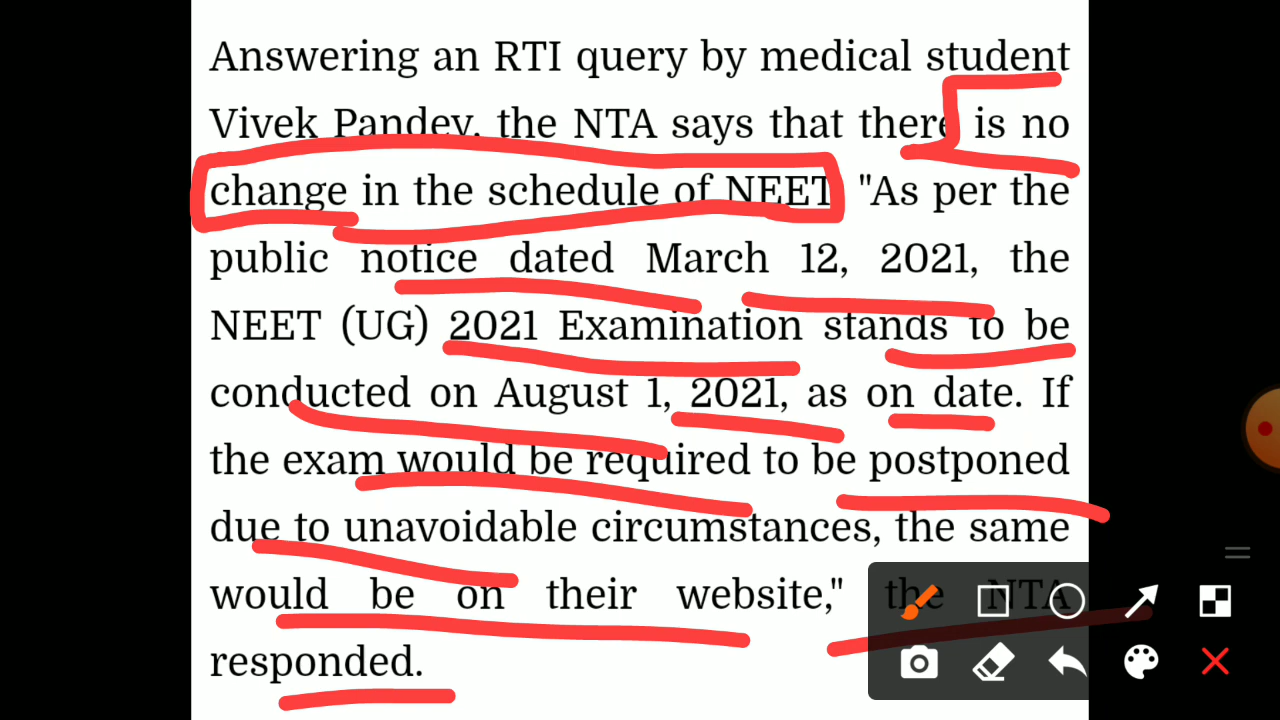 Answering an RTI query by medical student
Vivek Pandey, the NTA says that there is no
change in the schedule of NEET "As per the
public notice dated March 12, 2021, the
NEET (UG) 2021 Examination stands to be
conducted on August 1, 2021, as on date. If
the exam would be required to be postponed
due to unavoidable circumstances, the same
would be on their website," the NTA
responded.